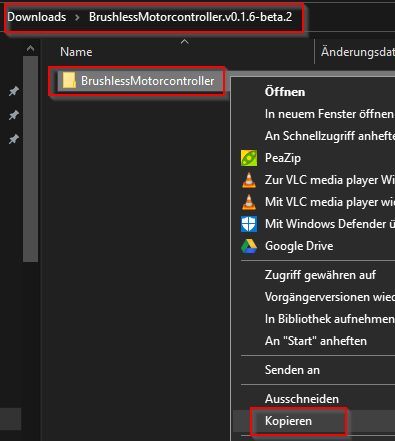 Downloads > BrushlessMotorcontroller.v0.1.6-beta.2
Name Änderungsdat
BrushlessMotorcontroller
Öffnen
In neuem Fenster öffnen
An Schnellzugriff anhefte
PeaZip
Zur VLC media player Wi
Mit VLC media player wie
Mit Windows Defender ü
Google Drive
Zugriff gewähren auf
Vorgängerversionen wied
In Bibliothek aufnehmen
An "Start" anheften
Senden an
Ausschneiden
Kopieren